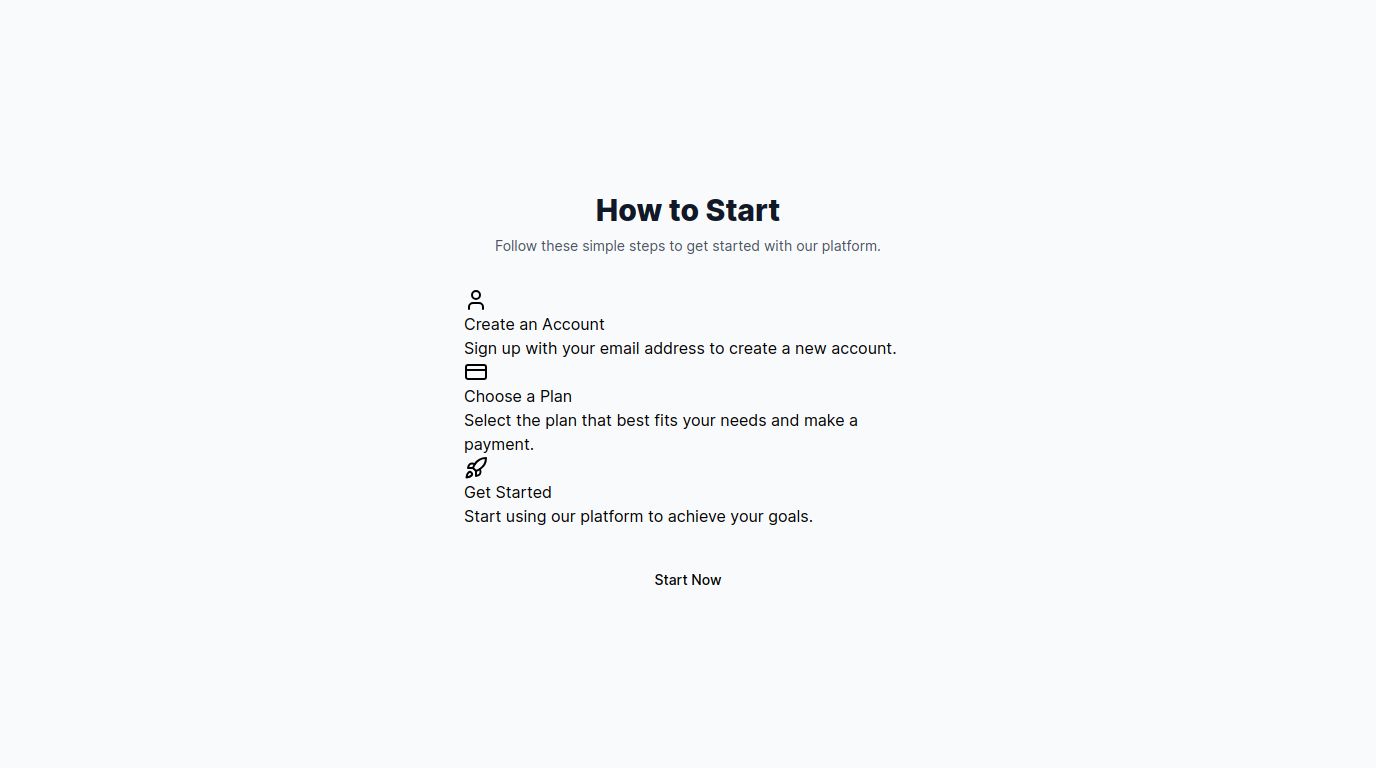 How to Start
Follow these simple steps to get started with our platform.
Create an Account
Sign up with your email address to create a new account.
Choose a Plan
Select the plan that best fits your needs and make a
payment.
Get Started
Start using our platform to achieve your goals.
Start Now